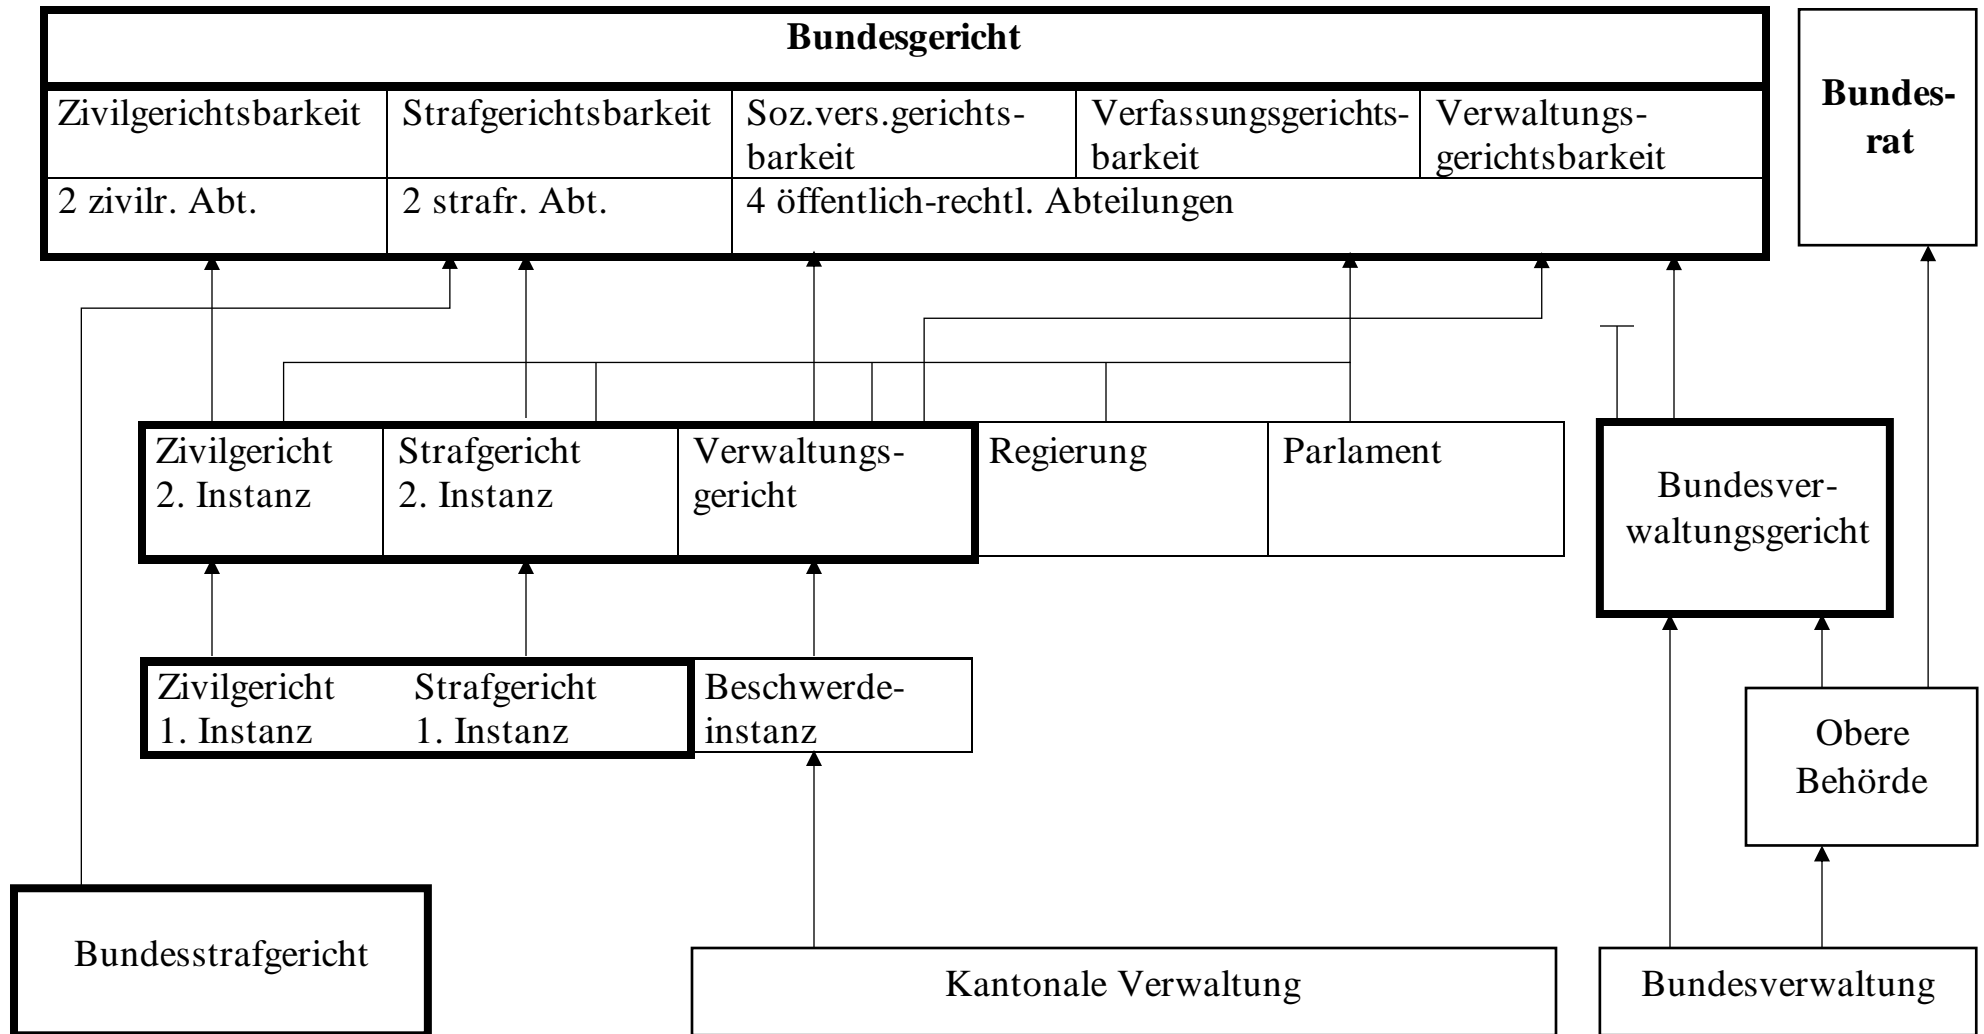 Bundesgericht
Bundes-
rat
Zivilgerichtsbarkeit
Strafgerichtsbarkeit
Soz.vers.gerichts-
barkeit
Verfassungsgerichts-
barkeit
Verwaltungs-
gerichtsbarkeit
2 zivilr. Abt.
2 strafr. Abt.
4 öffentlich-rechtl. Abteilungen
Zivilgericht
2. Instanz
Strafgericht
2. Instanz
Verwaltungs-
gericht
Regierung
Parlament
Bundesver-
waltungsgericht
Zivilgericht
1. Instanz
Strafgericht
1. Instanz
Beschwerde-
instanz
Obere
Behörde
Bundesstrafgericht
Kantonale Verwaltung
Bundesverwaltung